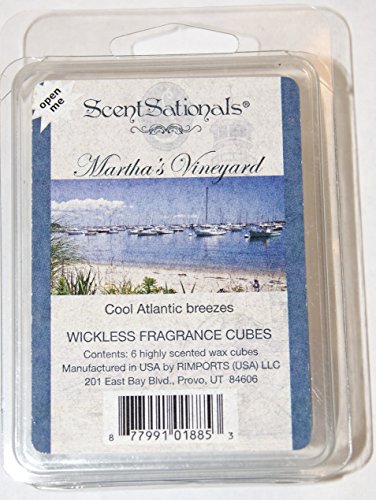 open
me
ScentSationals®
Martha's Vineyard
Cool Atlantic breezes
WICKLESS FRAGRANCE CUBES
Contents: 6 highly scented wax cubes
Manufactured in USA by RIMPORTS (USA) LLC
201 East Bay Blvd., Provo, UT 84606
8 77991 01885 3